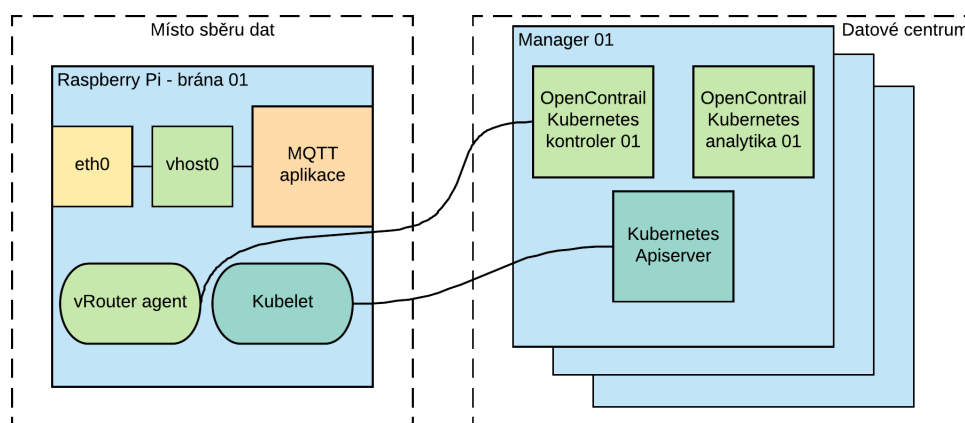 Místo sběru dat
Raspberry Pi - brána 01
eth0
vhost0
MQTT
aplikace
vRouter agent
Kubelet
Datové centrum
Manager 01
OpenContrail
Kubernetes
kontroler 01
OpenContrail
Kubernetes
analytika 01
Kubernetes
Apiserver